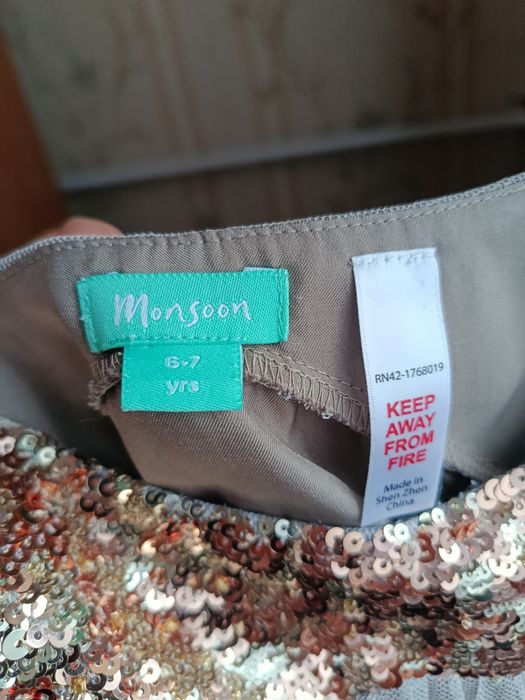 Monsoon
6-7
yrs
RN42-1768019
KEEP
AWAY
FROM
FIRE
Made in
Shen Zhen.
China.